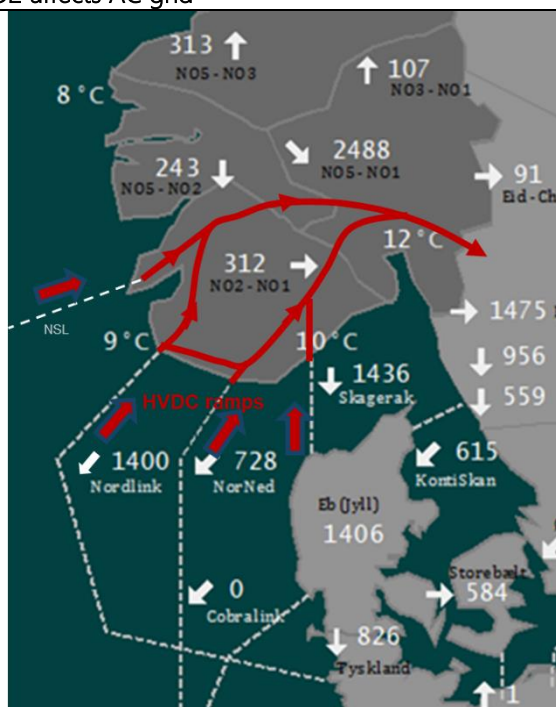 313
NO5-NO3
107
NO3-NO1
8 °C
2488
NO5-NO1
243
NO5-NO2
91
Eid-Ch
12 °C
312
NO2-NO1
1475
NSL
9 °C
10 °C
956
1436
Skagerak
559
HVDC ramps
1400
Nordlink
728
NorNed
615
KontiSkan
Eb(Jyll)
1406
0
Cobralink
Storebælt
584
826
Tyskland
1